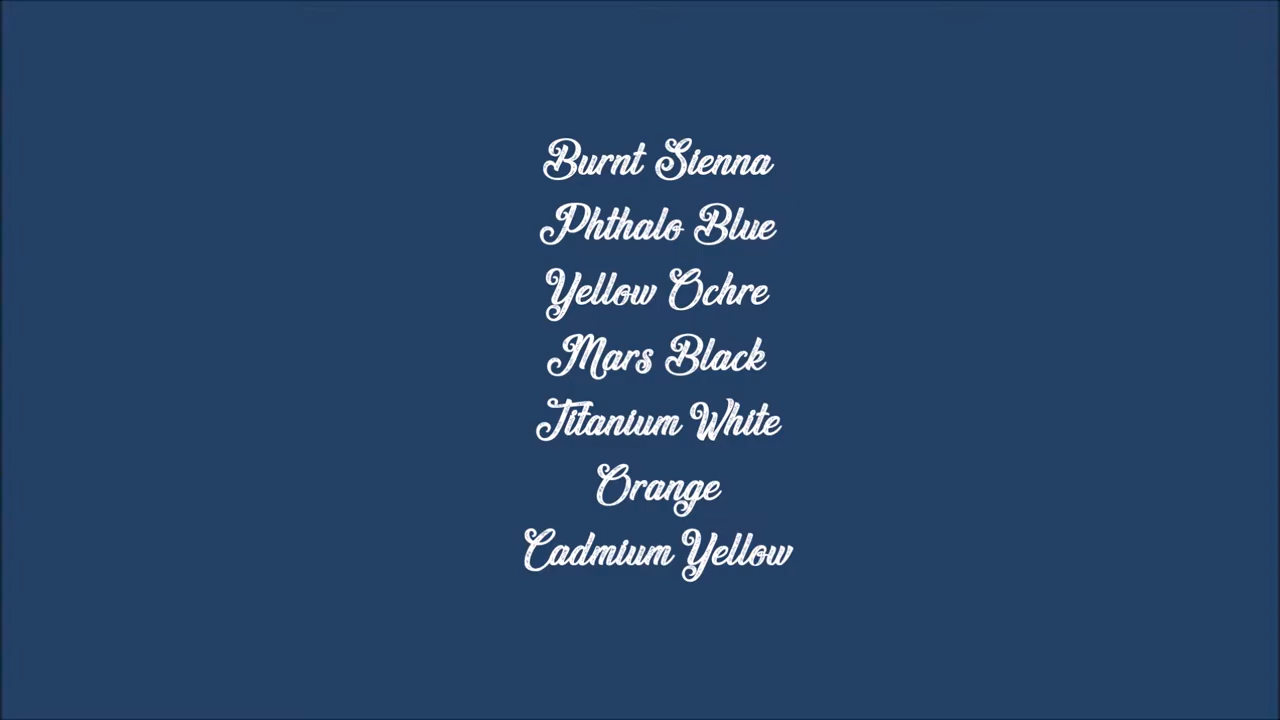 Burnt Sienna
Phthalo Blue
Yellow Ochre
Mars Black
Titanium White
Orange
Cadmium Yellow